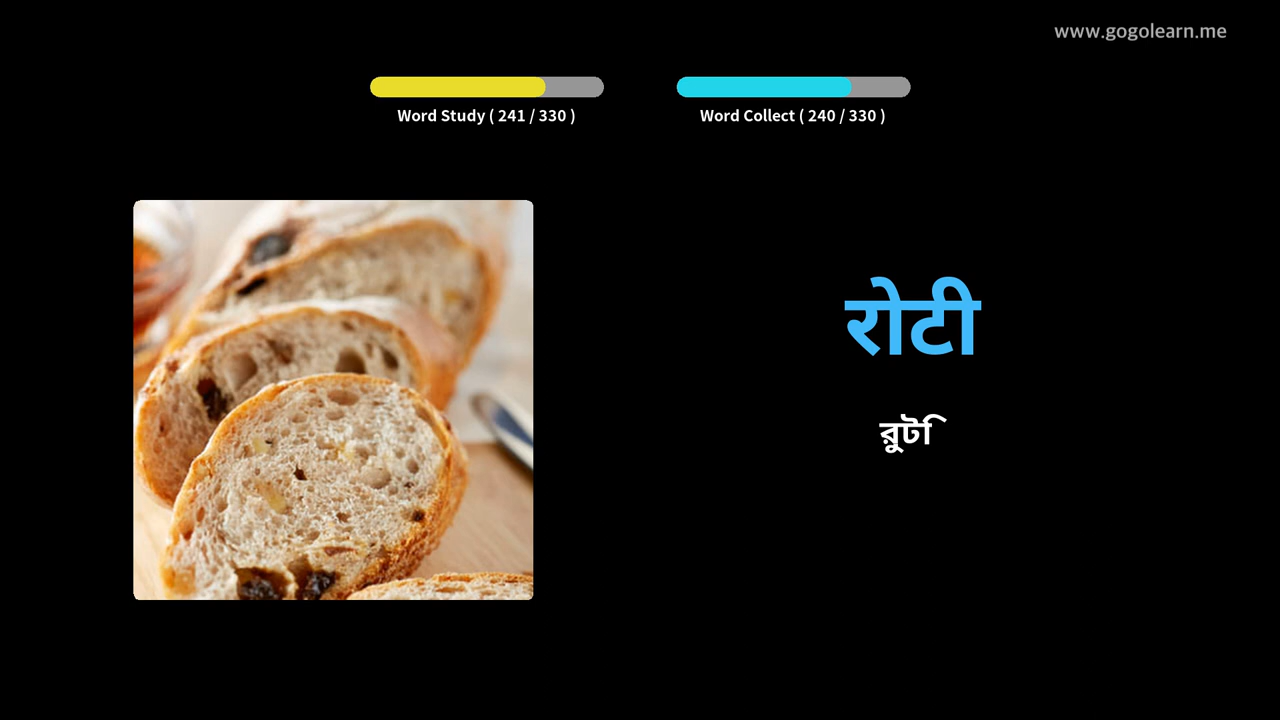 www.gogolearn.me
Word Study ( 241 / 330 )
Word Collect ( 240 / 330 )
रोटी
রুটি